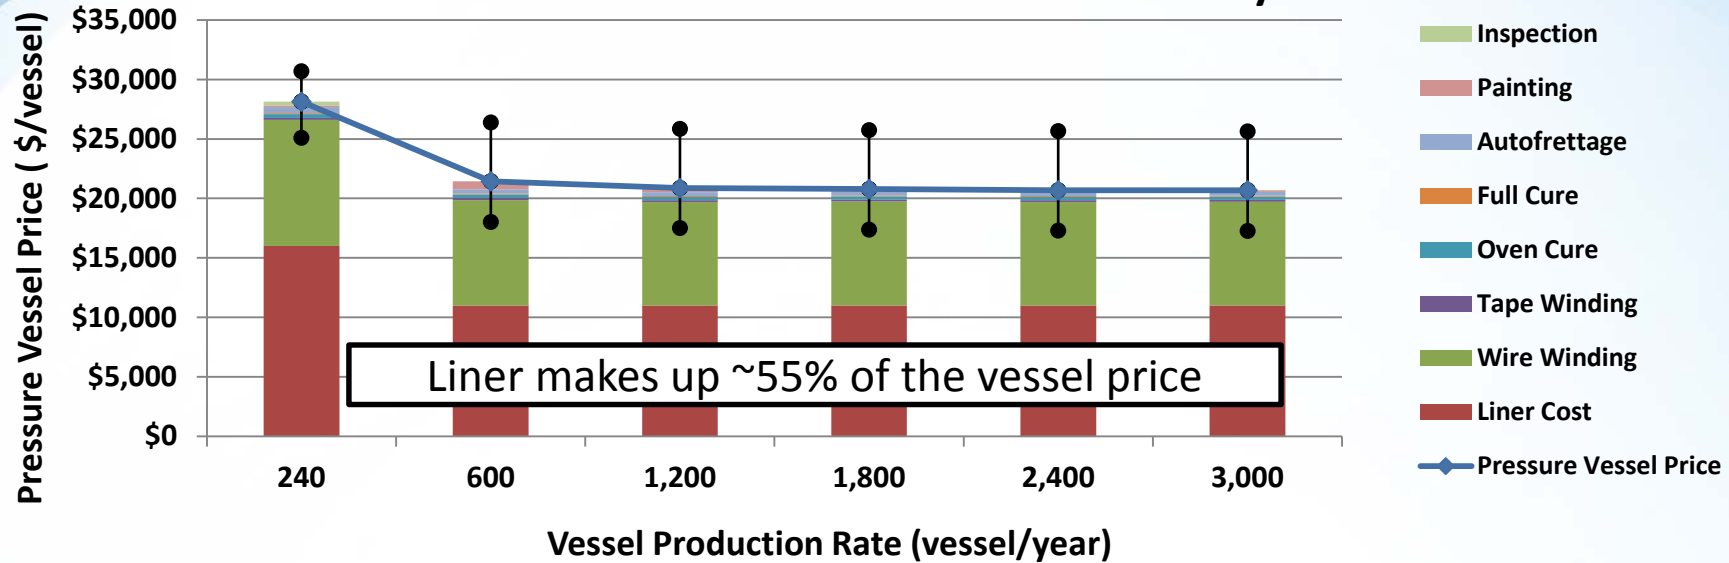 Pressure Vessel Price ( $/vessel)
$35,000
$30,000
$25,000
$20,000
$15,000
$10,000
$5,000
$0
Liner makes up ~55% of the vessel price
240 600 1,200 1,800 2,400 3,000
Vessel Production Rate (vessel/year)
Inspection
Painting
Autofrettage
Full Cure
Oven Cure
Tape Winding
Wire Winding
Liner Cost
Pressure Vessel Price